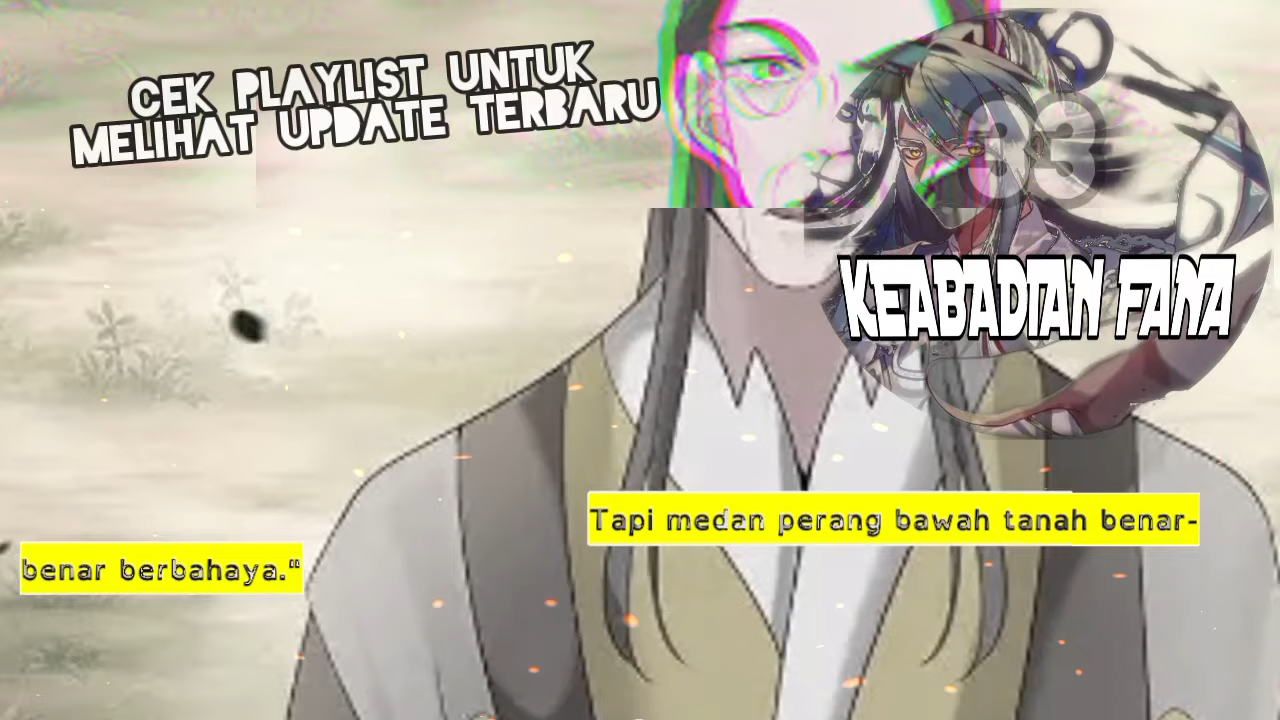 CEK PLAYLIST UNTUK
MELIHAT UPDATE TERBARU
33
KEABADIAN FANA
Tapi medan perang bawah tanah benar-
benar berbahaya."